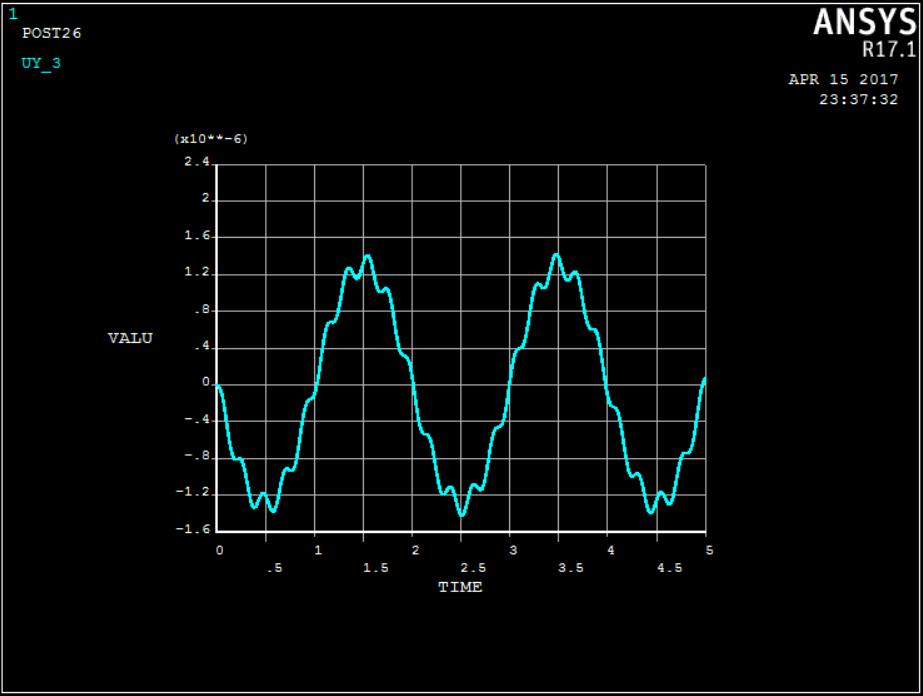 1
POST26
UY_3
ANSYS
R17.1
APR 15 2017
23:37:32
(x10**-6)
2.4
2
1.6
1.2
.8
.4
0
-.4
-.8
-1.2
-1.6
VALU
0 1 2 3 4 5
.5 1.5 2.5 3.5 4.5
TIME